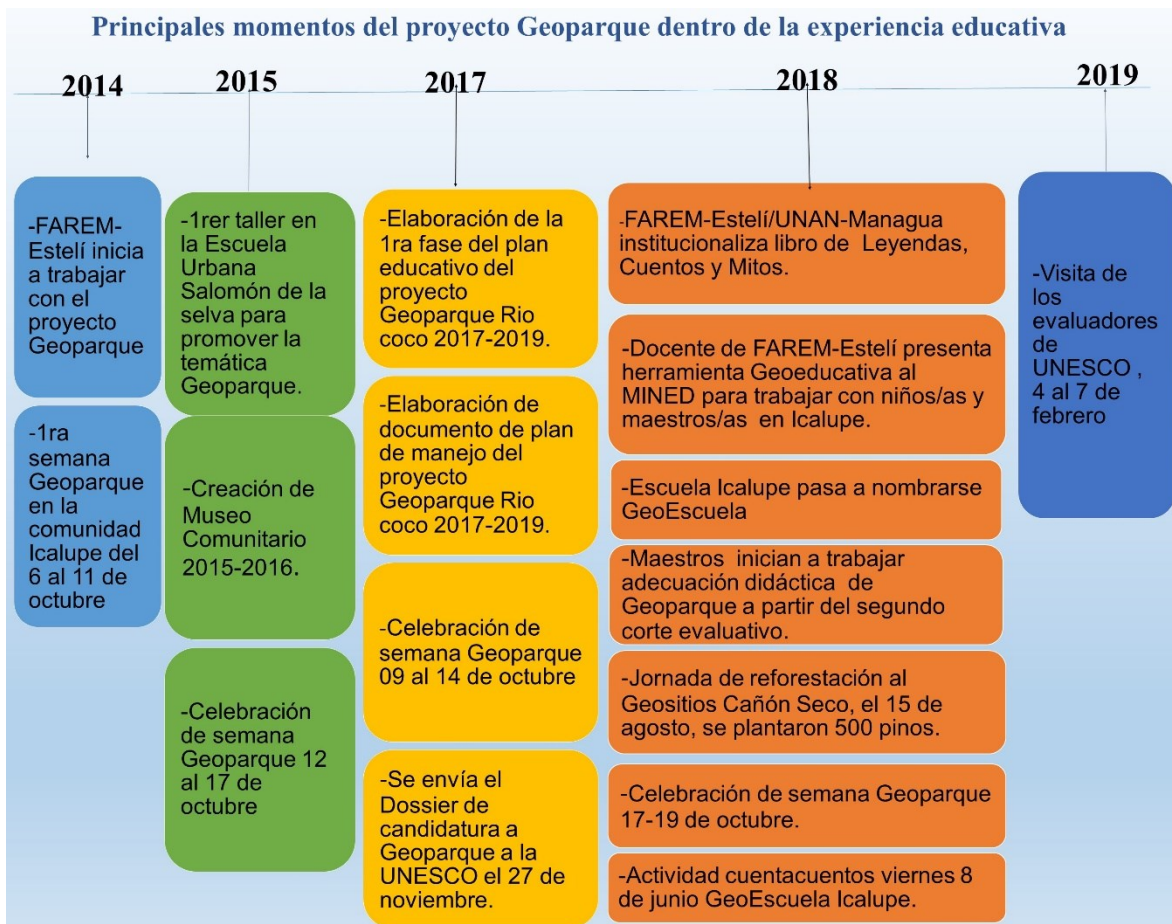 Principales momentos del proyecto Geoparque dentro de la experiencia educativa
2014
2015
2017
2018
2019
-FAREM-
Estelí inicia
a trabajar
con el
proyecto
Geoparque
-1ra
semana
Geoparque
en la
comunidad
Icalupe del
6 al 11 de
octubre
-1rer taller en
la Escuela
Urbana
Salomón de la
selva para
promover la
temática
Geoparque.
-Creación de
Museo
Comunitario
2015-2016.
-Celebración
de semana
Geoparque 12
al 17 de
octubre
-Elaboración de la
1ra fase del plan
educativo del
proyecto
Geoparque Rio
coco 2017-2019.
-Elaboración de
documento de plan
de manejo del
proyecto
Geoparque Rio
coco 2017-2019.
-Celebración de
semana Geoparque
09 al 14 de octubre
-Se envía el
Dossier de
candidatura a
Geoparque a la
UNESCO el 27 de
noviembre.
-FAREM-Estelí/UNAN-Managua
institucionaliza libro de Leyendas,
Cuentos y Mitos.
-Docente de FAREM-Estelí presenta
herramienta Geoeducativa al
MINED para trabajar con niños/as y
maestros/as en Icalupe.
-Escuela Icalupe pasa a nombrarse
GeoEscuela
-Maestros inician a trabajar
adecuación didáctica de
Geoparque a partir del segundo
corte evaluativo.
-Jornada de reforestación al
Geositios Cañón Seco, el 15 de
agosto, se plantaron 500 pinos.
-Celebración de semana Geoparque
17-19 de octubre.
-Actividad cuentacuentos viernes 8
de junio GeoEscuela Icalupe.
-Visita de
los
evaluadores
de
UNESCO ,
4 al 7 de
febrero